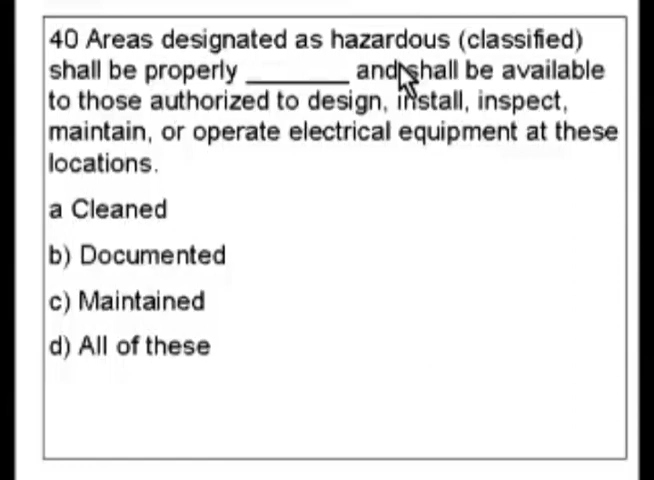 40 Areas designated as hazardous (classified)
shall be properly ________ and shall be available
to those authorized to design, install, inspect,
maintain, or operate electrical equipment at these
locations.
a Cleaned
b) Documented
c) Maintained
d) All of these